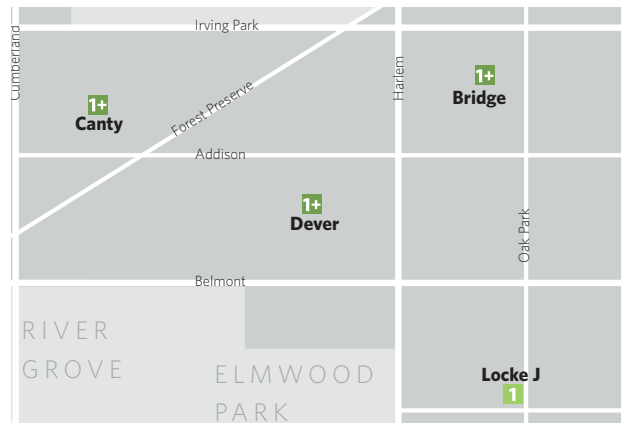 Irving Park
Cumberland
Harlem
1+
Bridge
1+
Canty
Forest Preserve
Addison
1+
Dever
Oak Park
Belmont
RIVER
GROVE
ELMWOOD
PARK
Locke J
1